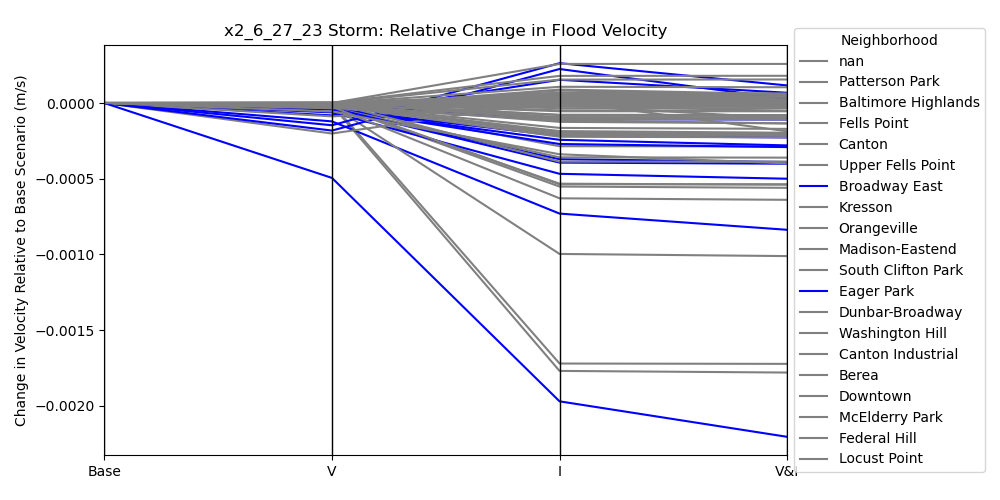 x2_6_27_23 Storm: Relative Change in Flood Velocity
Change in Velocity Relative to Base Scenario (m/s)
0.0000
−0.0005
−0.0010
−0.0015
−0.0020
Base
V
I
V&I
Neighborhood
nan
Patterson Park
Baltimore Highlands
Fells Point
Canton
Upper Fells Point
Broadway East
Kresson
Orangeville
Madison-Eastend
South Clifton Park
Eager Park
Dunbar-Broadway
Washington Hill
Canton Industrial
Berea
Downtown
McElderry Park
Federal Hill
Locust Point